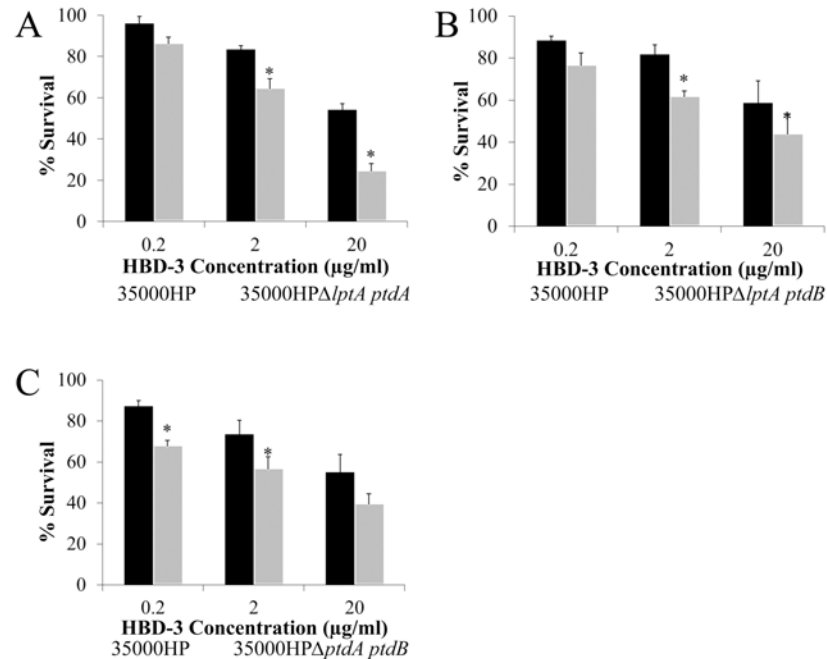 A
100
80
60
40
20
0
% Survival
*
*
0.2 2 20
HBD-3 Concentration (μg/ml)
35000HP 35000HPΔlptA ptdA
B
100
80
60
40
20
0
% Survival
*
*
0.2 2 20
HBD-3 Concentration (μg/ml)
35000HP 35000HPΔlptA ptdB
C
100
80
60
40
20
0
% Survival
*
*
0.2 2 20
HBD-3 Concentration (μg/ml)
35000HP 35000HPΔptdA ptdB